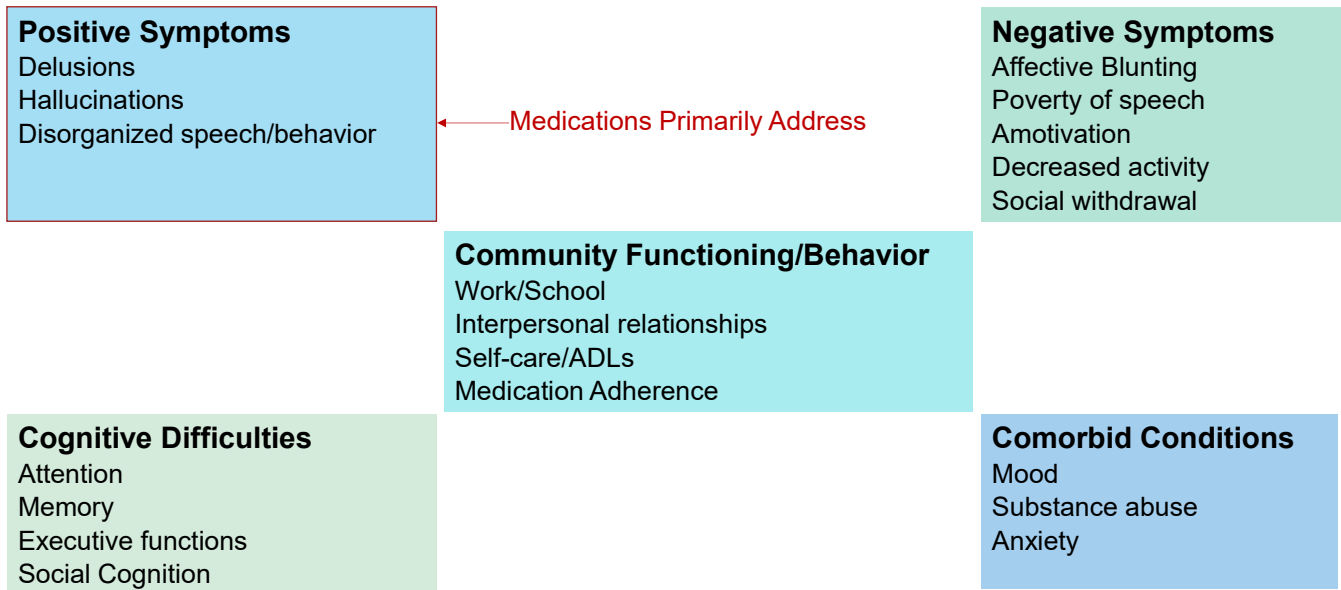 Positive Symptoms
Delusions
Hallucinations
Disorganized speech/behavior
Medications Primarily Address
Negative Symptoms
Affective Blunting
Poverty of speech
Amotivation
Decreased activity
Social withdrawal
Community Functioning/Behavior
Work/School
Interpersonal relationships
Self-care/ADLs
Medication Adherence
Cognitive Difficulties
Attention
Memory
Executive functions
Social Cognition
Comorbid Conditions
Mood
Substance abuse
Anxiety